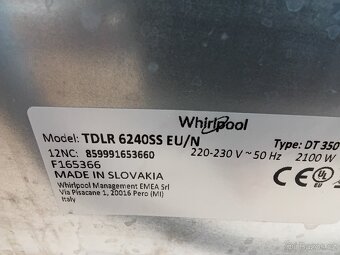 Whirlpool
Model: TDLR 6240SS EU/N
Type: DT 350
12NC: 859991653660
220-230 V ~ 50 Hz
2100 W
F165366
MADE IN SLOVAKIA
Whirlpool Management EMEA Srl
Via Pisacane 1, 20016 Pero (MI)
Italy
CE